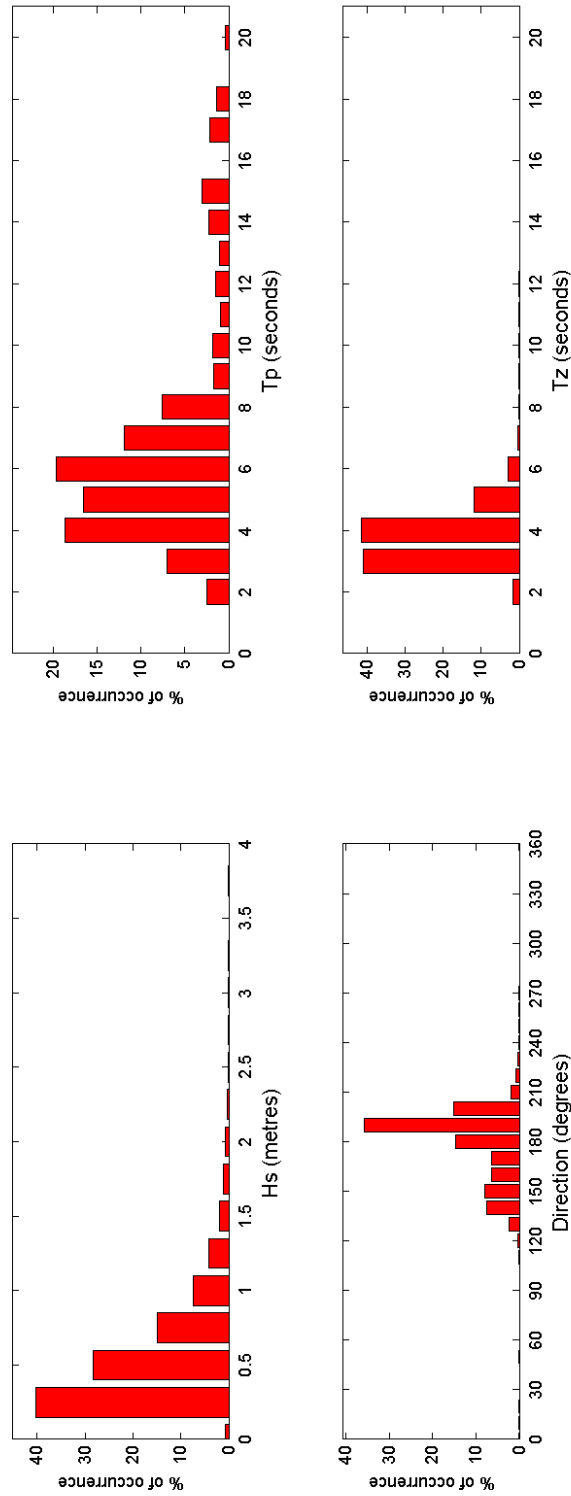 40
30
20
10
0
% of occurrence
0 0.5 1 1.5 2 2.5 3 3.5 4
Hs (metres)
20
15
10
5
0
% of occurrence
0 2 4 6 8 10 12 14 16 18 20
Tp (seconds)
40
30
20
10
0
% of occurrence
0 30 60 90 120 150 180 210 240 270 300 330 360
Direction (degrees)
40
30
20
10
0
% of occurrence
0 2 4 6 8 10 12 14 16 18 20
Tz (seconds)